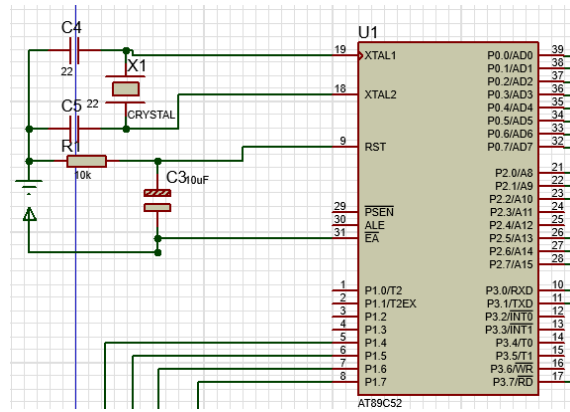 C4
22
X1
CRYSTAL
C5
22
R1
10k
C3
10uF
U1
19
XTAL1
18
XTAL2
9
RST
29
PSEN
30
ALE
31
EA
1
P1.0/T2
2
P1.1/T2EX
3
P1.2
4
P1.3
5
P1.4
6
P1.5
7
P1.6
8
P1.7
P0.0/AD0
39
P0.1/AD1
38
P0.2/AD2
37
P0.3/AD3
36
P0.4/AD4
35
P0.5/AD5
34
P0.6/AD6
33
P0.7/AD7
32
P2.0/A8
21
P2.1/A9
22
P2.2/A10
23
P2.3/A11
24
P2.4/A12
25
P2.5/A13
26
P2.6/A14
27
P2.7/A15
28
P3.0/RXD
10
P3.1/TXD
11
P3.2/INT0
12
P3.3/INT1
13
P3.4/T0
14
P3.5/T1
15
P3.6/WR
16
P3.7/RD
17
AT89C52